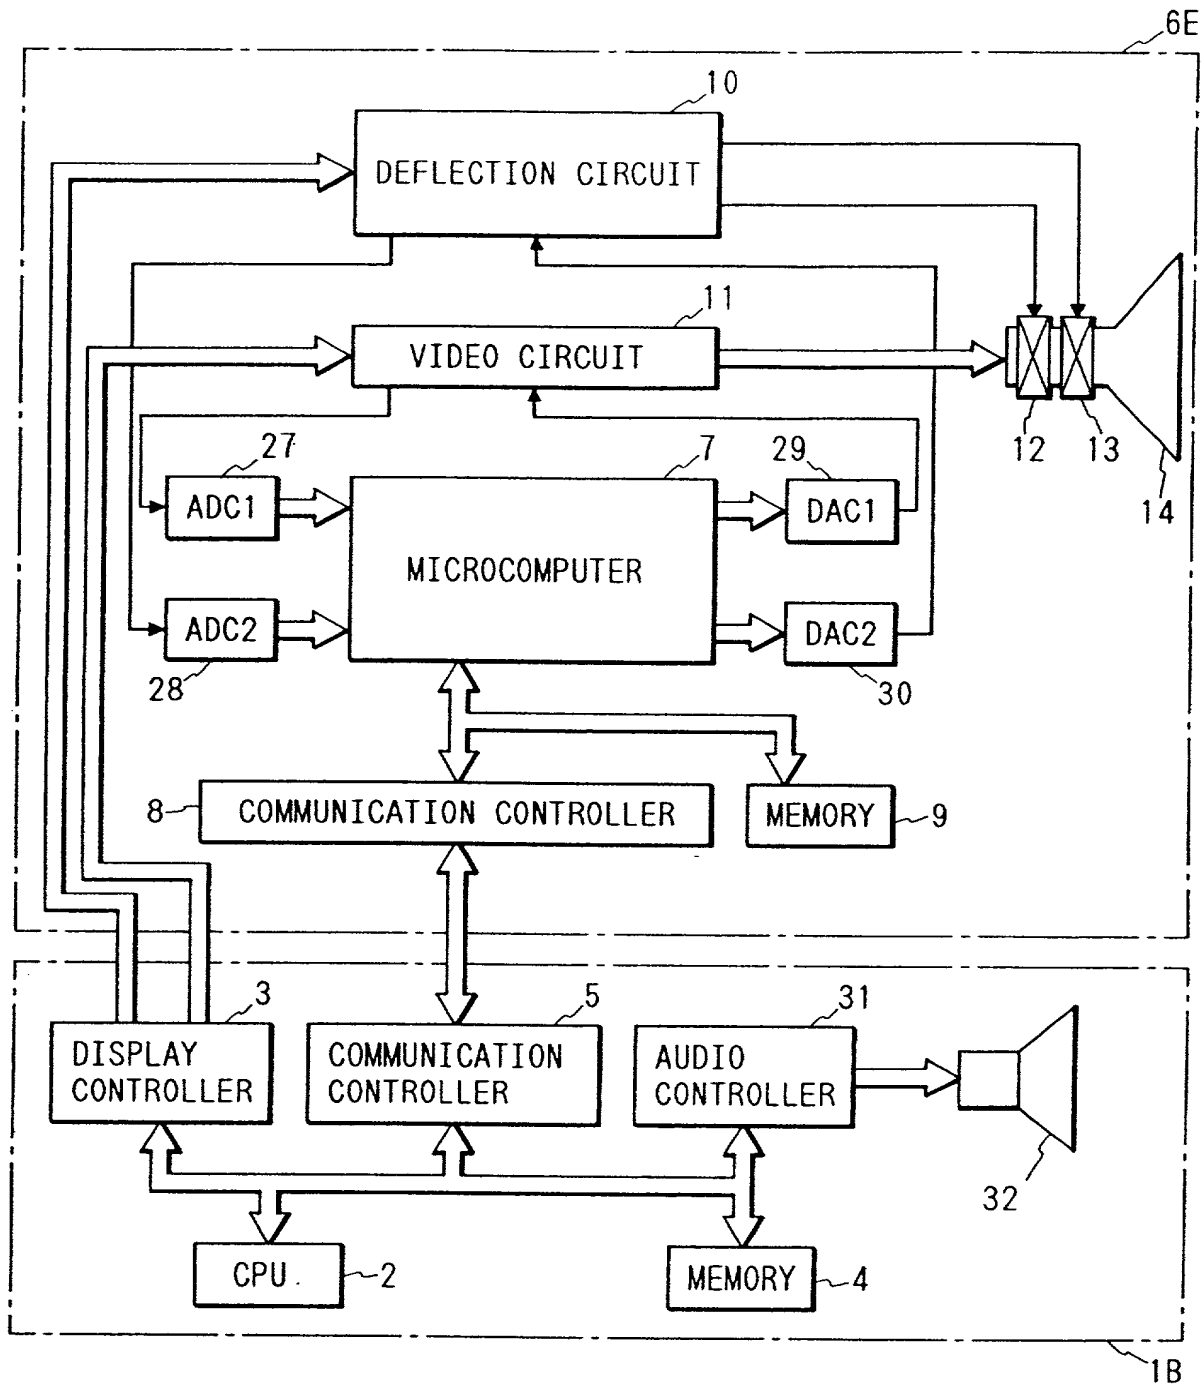 6E
10
DEFLECTION CIRCUIT
11
VIDEO CIRCUIT
12
13
14
27
ADC1
7
29
DAC1
MICROCOMPUTER
ADC2
28
DAC2
30
8
COMMUNICATION CONTROLLER
MEMORY
9
3
DISPLAY
CONTROLLER
5
COMMUNICATION
CONTROLLER
31
AUDIO
CONTROLLER
32
CPU
2
MEMORY
4
1B